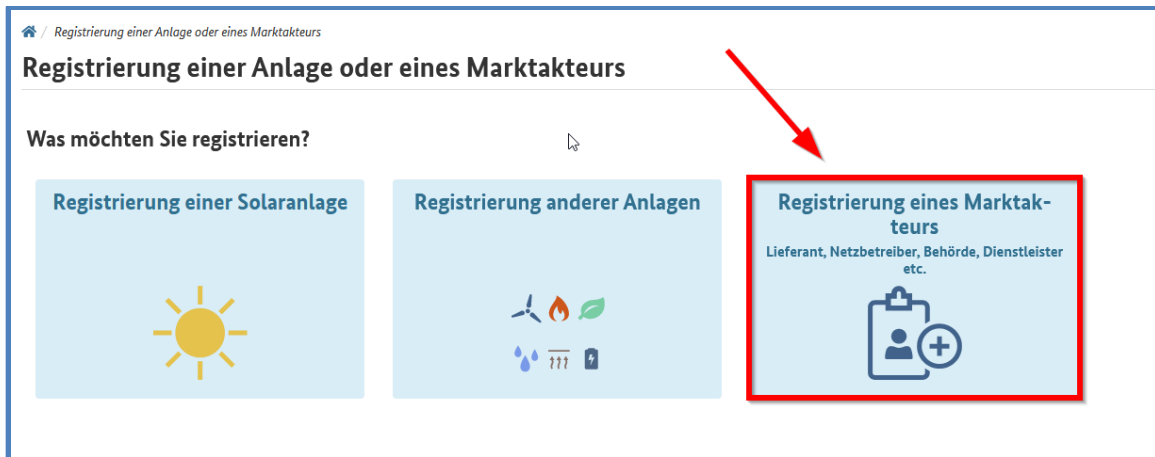 Registrierung einer Anlage oder eines Marktakteurs
Registrierung einer Anlage oder eines Marktakteurs
Was möchten Sie registrieren?
Registrierung einer Solaranlage
Registrierung anderer Anlagen
Registrierung eines Marktak-
teurs
Lieferant, Netzbetreiber, Behörde, Dienstleister
etc.